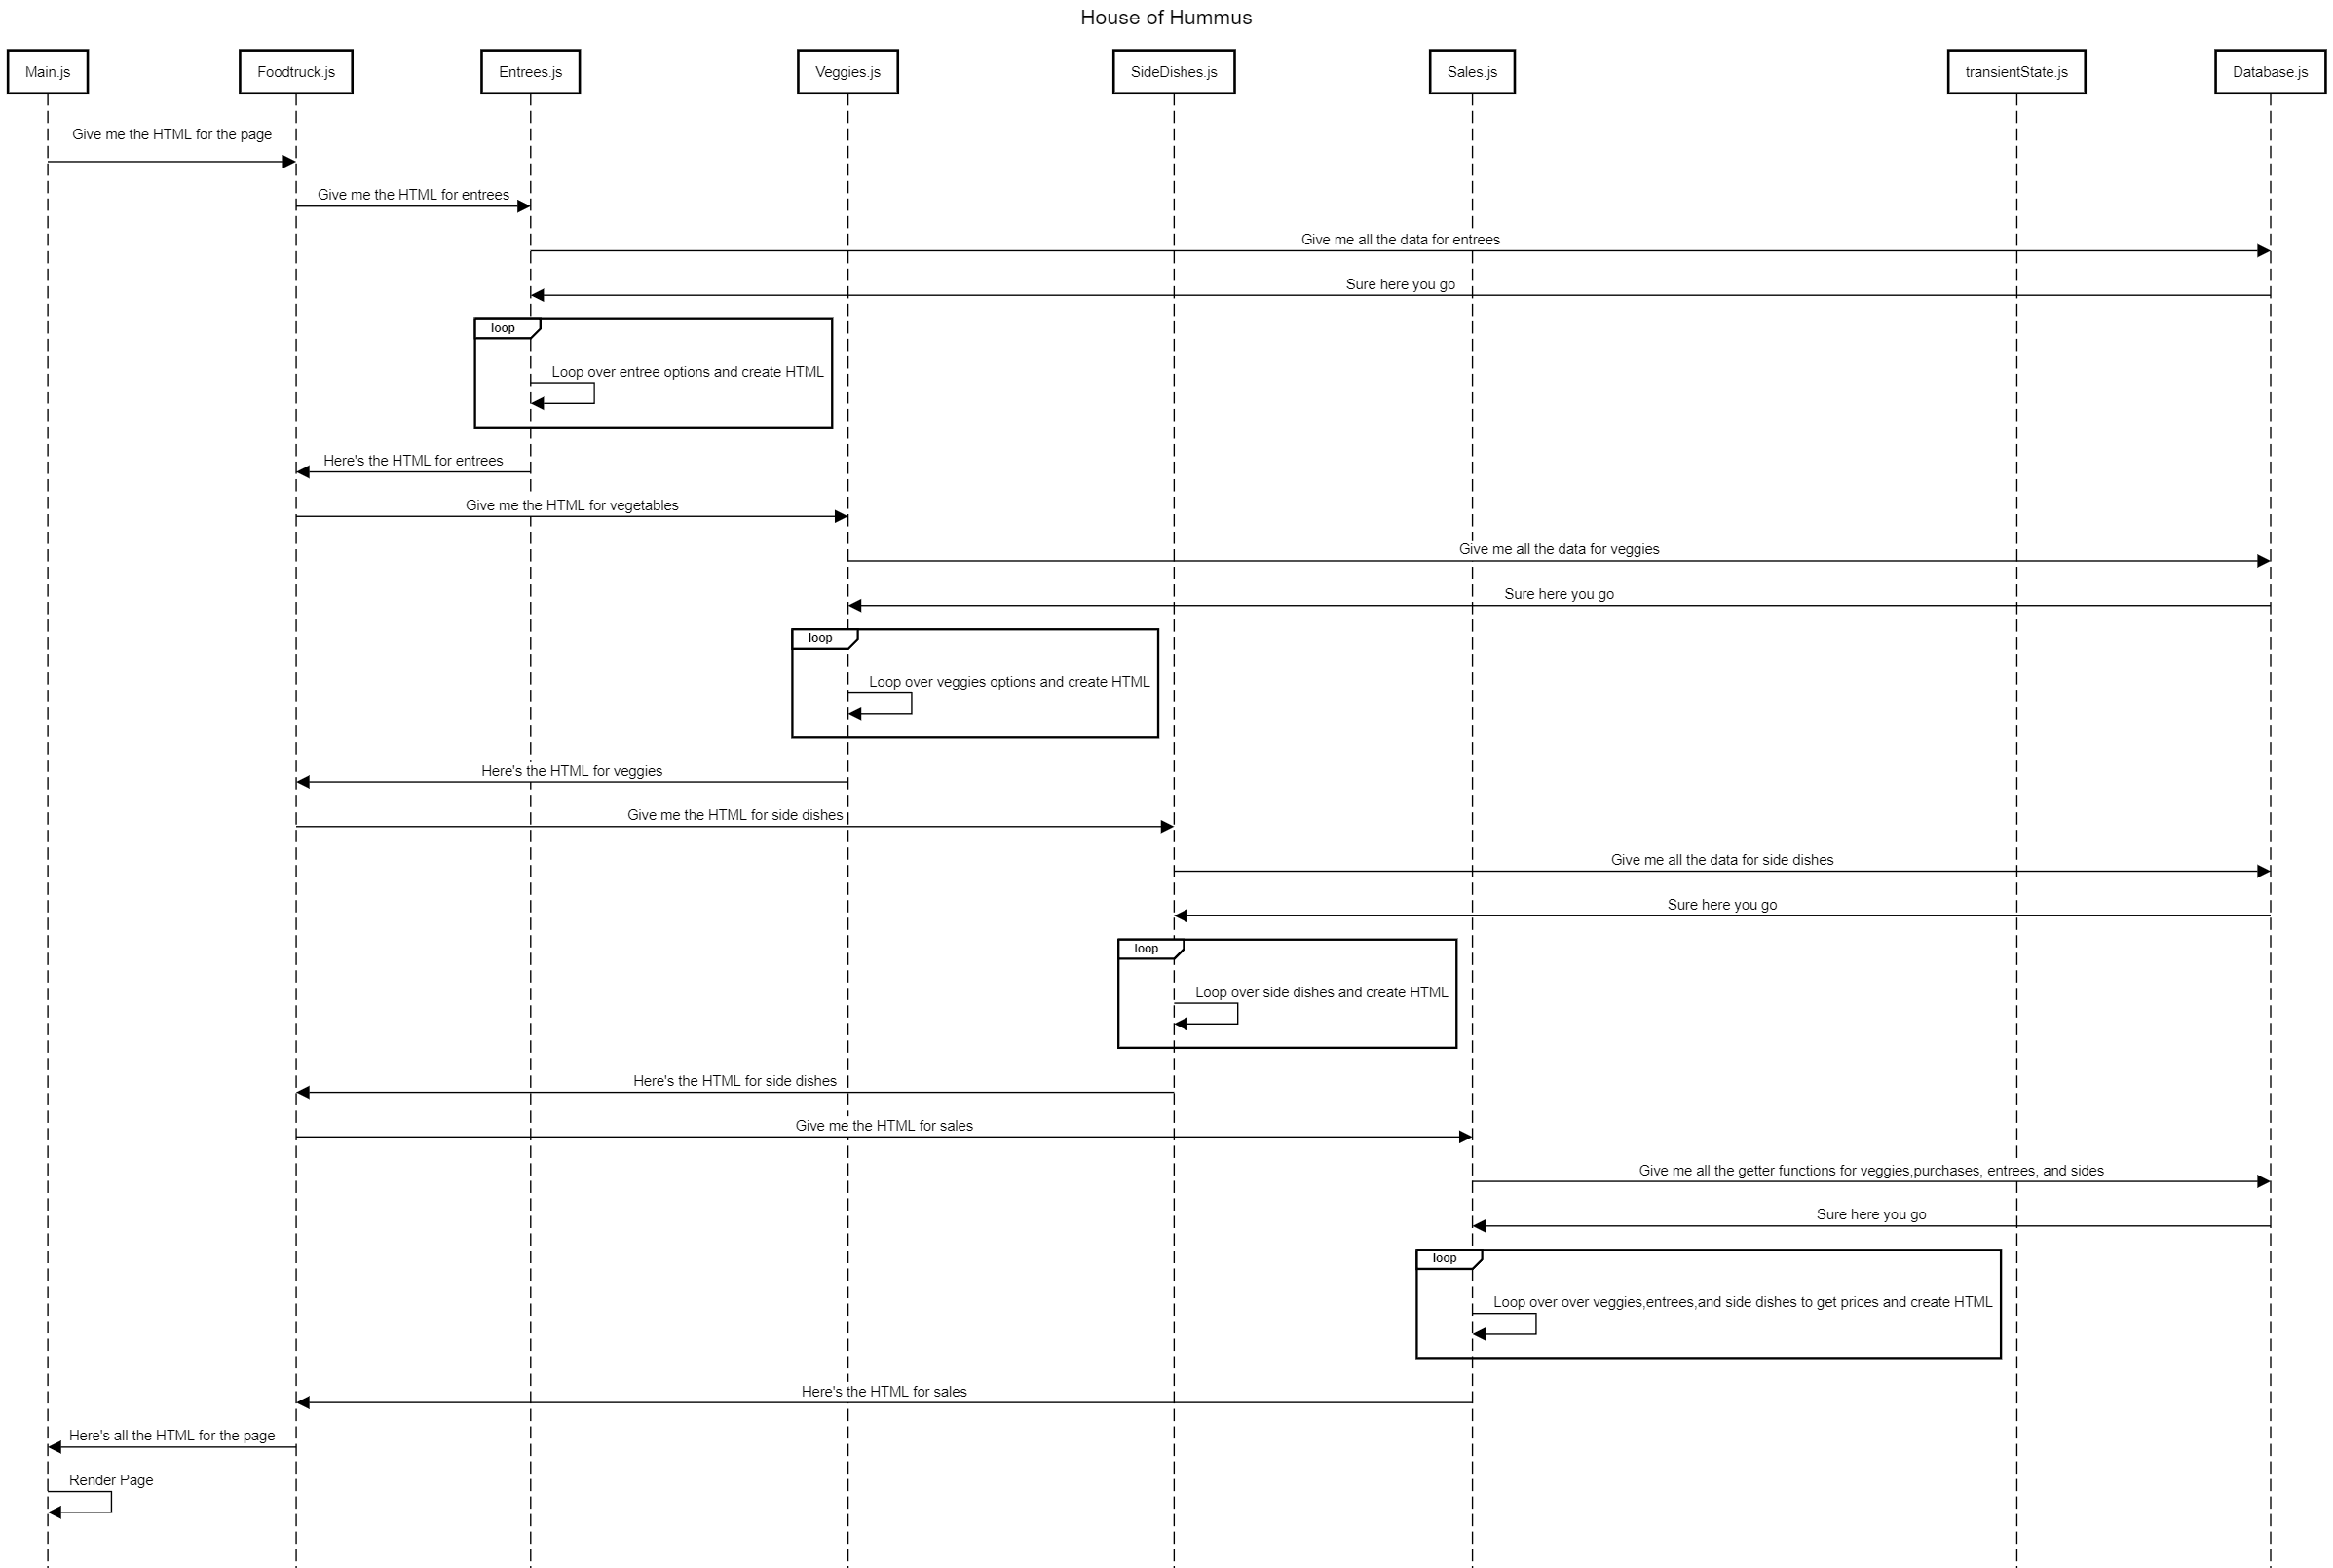 House of Hummus
Main.js
Foodtruck.js
Entrees.js
Veggies.js
SideDishes.js
Sales.js
transientState.js
Database.js
Give me the HTML for the page
Give me the HTML for entrees
Give me all the data for entrees
Sure here you go
loop
Loop over entree options and create HTML
Here's the HTML for entrees
Give me the HTML for vegetables
Give me all the data for veggies
Sure here you go
loop
Loop over veggies options and create HTML
Here's the HTML for veggies
Give me the HTML for side dishes
Give me all the data for side dishes
Sure here you go
loop
Loop over side dishes and create HTML
Here's the HTML for side dishes
Give me the HTML for sales
Give me all the getter functions for veggies,purchases, entrees, and sides
Sure here you go
loop
Loop over over veggies,entrees,and side dishes to get prices and create HTML
Here's the HTML for sales
Here's all the HTML for the page
Render Page